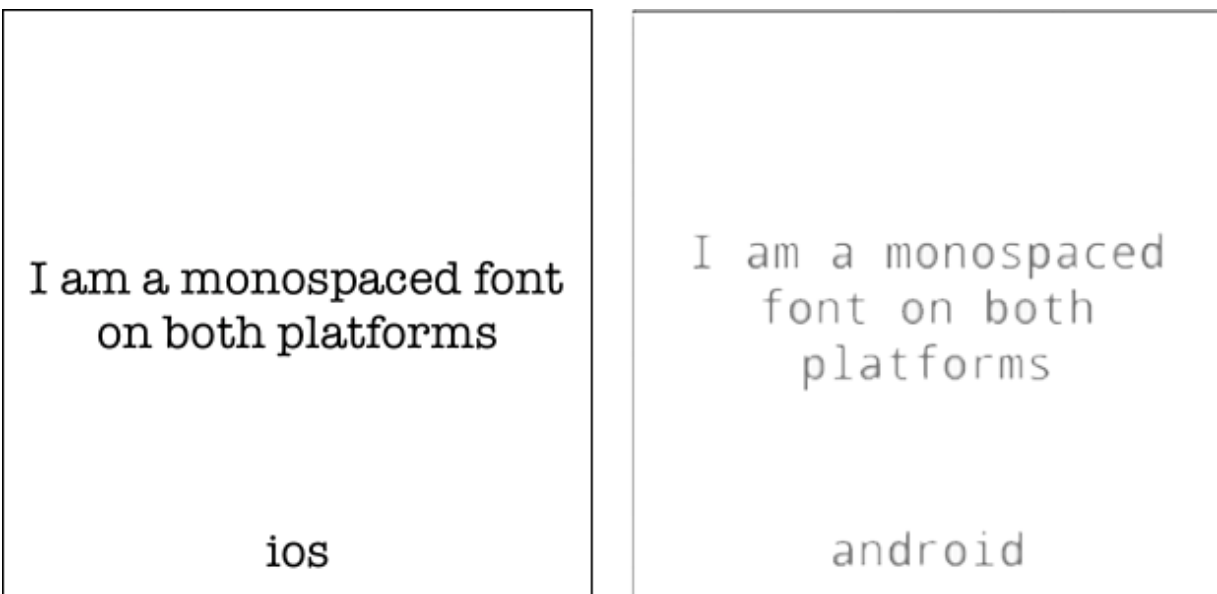 I am a monospaced font
on both platforms
ios
I am a monospaced
font on both
platforms
android